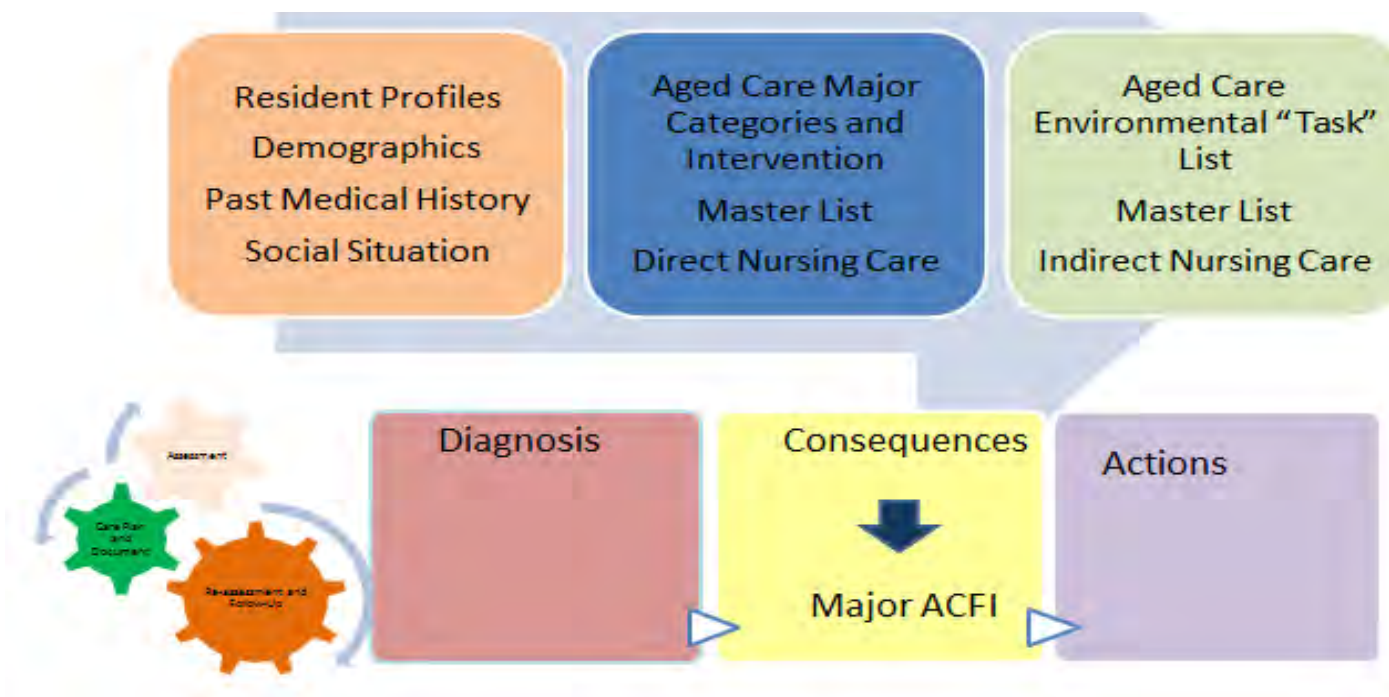 Resident Profiles
Demographics
Past Medical History
Social Situation
Aged Care Major
Categories and
Intervention
Master List
Direct Nursing Care
Aged Care
Environmental “Task”
List
Master List
Indirect Nursing Care
Assessment
Care Plan
and
Document
Re-assessment and
Follow-Up
Diagnosis
Consequences
Major ACFI
Actions